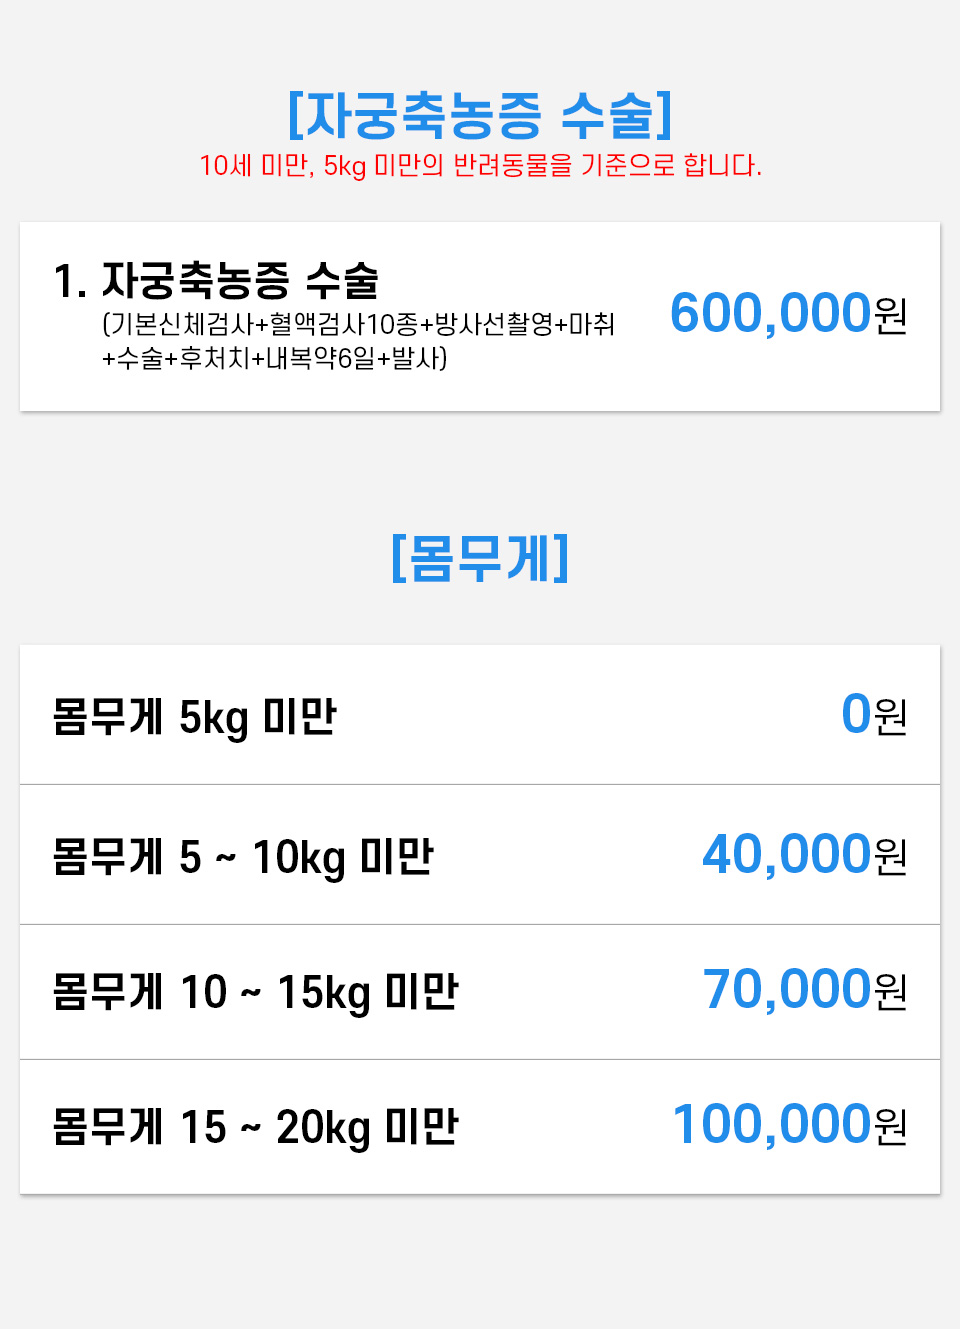 [자궁축농증 수술]
10세 미만, 5kg 미만의 반려동물을 기준으로 합니다.
1. 자궁축농증 수술
(기본신체검사+혈액검사10종+방사선촬영+마취
+수술+후처치+내복약6일+발사)
600,000원
[몸무게]
몸무게 5kg 미만 0원
몸무게 5 ~ 10kg 미만 40,000원
몸무게 10 ~ 15kg 미만 70,000원
몸무게 15 ~ 20kg 미만 100,000원